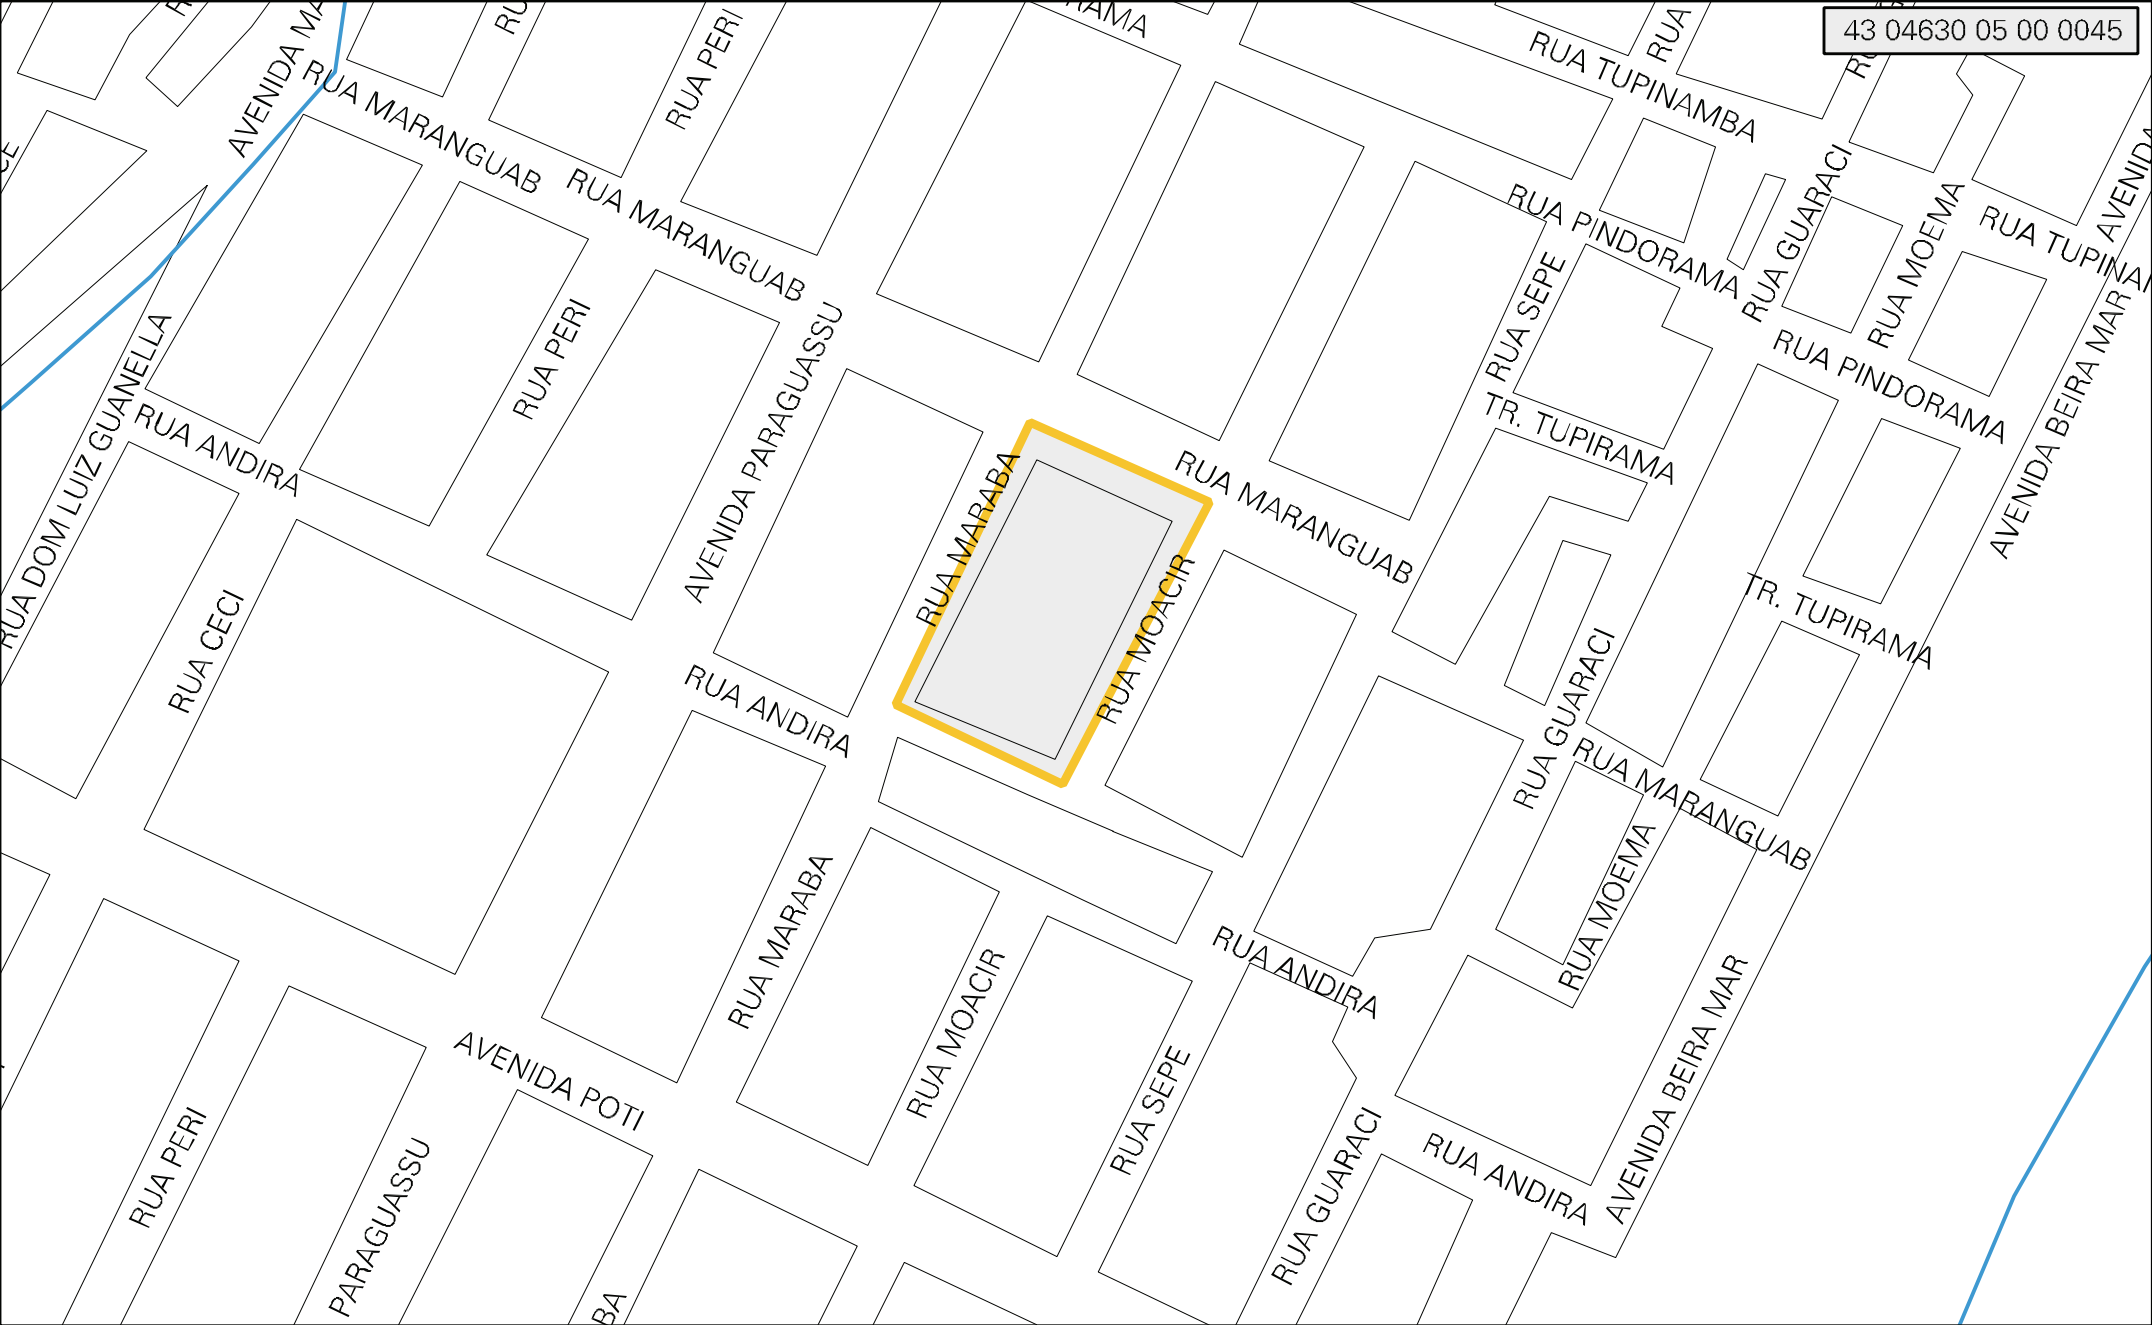 43 04630 05 00 0045
RUA TUPINAMBA
RUA
RUA PERI
RUA MARANGUAB
RUA MARANGUAB
RUA PINDORAMA
RUA GUARACI
RUA MOEMA
AVENIDA
RUA SEPE
RUA PERI
AVENIDA PARAGUASSU
RUA DOM LUIZ GUANELLA
RUA ANDIRA
RUA PINDORAMA
AVENIDA BEIRA MAR
TR. TUPIRAMA
RUA MARABA
RUA MARANGUAB
RUA MOACIR
RUA CECI
TR. TUPIRAMA
RUA ANDIRA
RUA GUARACI
RUA MARANGUAB
RUA MARABA
RUA MOEMA
RUA ANDIRA
RUA MOACIR
AVENIDA BEIRA MAR
AVENIDA POTI
RUA SEPE
RUA PERI
PARAGUASSU
RUA GUARACI
RUA ANDIRA
BA